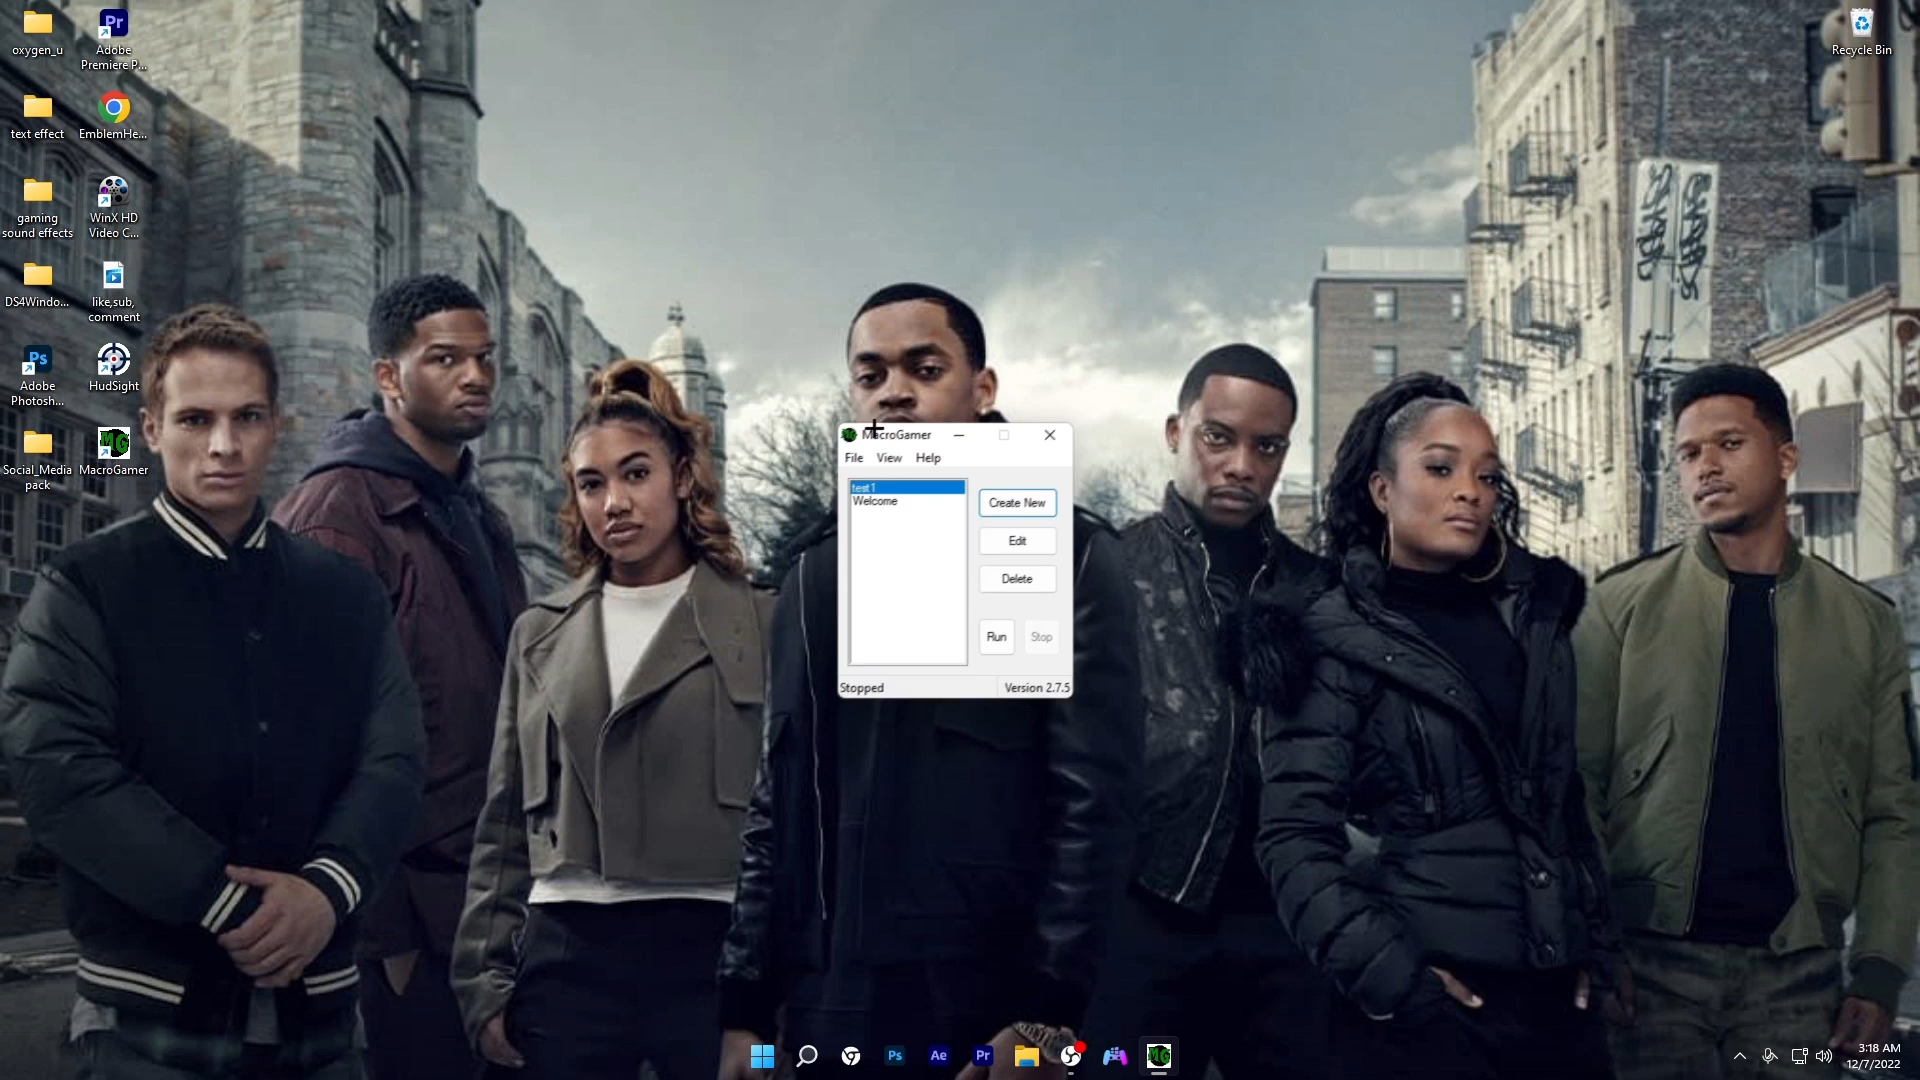 oxygen_u
Adobe
Premiere P...
Recycle Bin
text effect
EmblemHe...
gaming
sound effects
WinX HD
Video C...
DS4Windo...
like,sub,
comment
Adobe
Photosh...
HudSight
Social_Media
pack
MacroGamer
MacroGamer
File View Help
test1
Welcome
Create New
Edit
Delete
Run Stop
Stopped Version 2.7.5
Ps Ae Pr
3:18 AM
12/7/2022